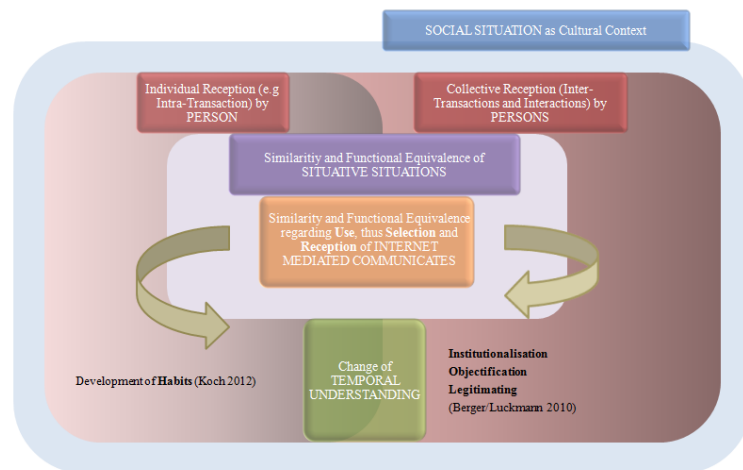 SOCIAL SITUATION as Cultural Context
Individual Reception (e.g
Intra-Transaction) by
PERSON
Collective Reception (Inter-
Transactions and Interactions) by
PERSONS
Similaritiy and Functional Equivalence of
SITUATIVE SITUATIONS
Similarity and Functional Equivalence
regarding Use, thus Selection and
Reception of INTERNET
MEDIATED COMMUNICATES
Development of Habits (Koch 2012)
Change of
TEMPORAL
UNDERSTANDING
Institutionalisation
Objectification
Legitimating
(Berger/Luckmann 2010)